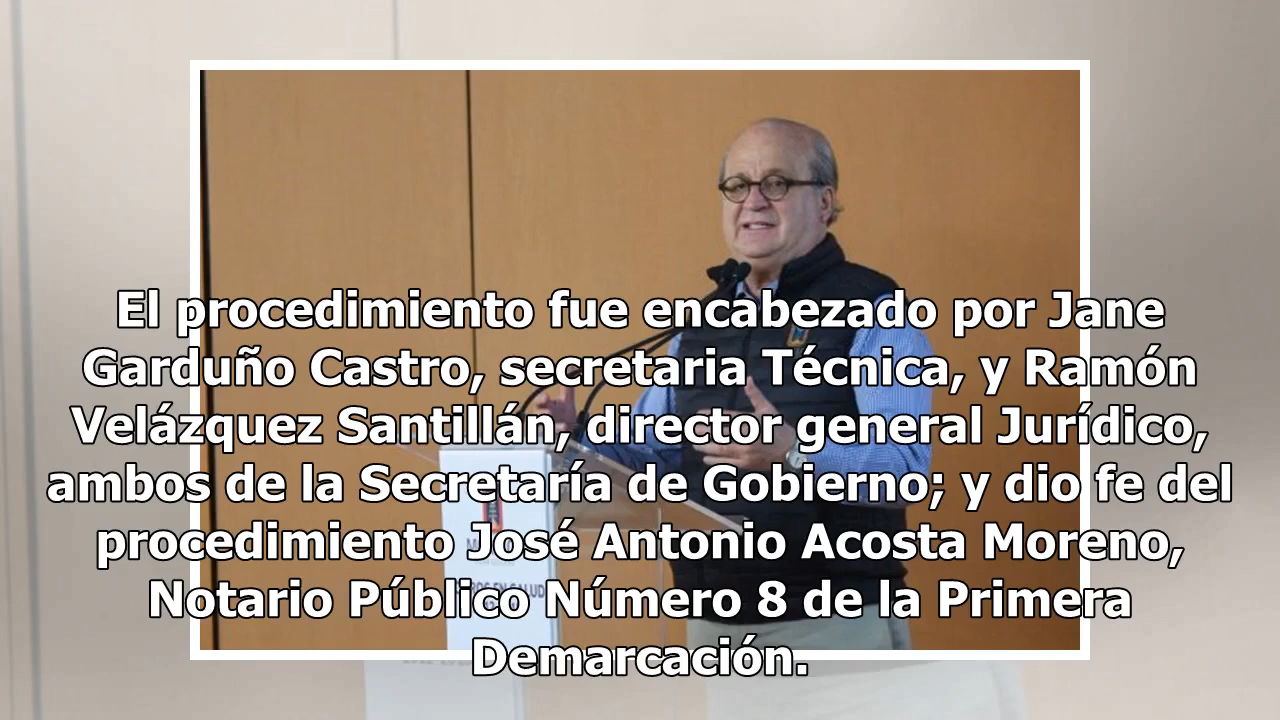 El procedimiento fue encabezado por Jane
Garduño Castro, secretaria Técnica, y Ramón
Velázquez Santillán, director general Jurídico,
ambos de la Secretaría de Gobierno; y dio fe del
procedimiento José Antonio Acosta Moreno,
Notario Público Número 8 de la Primera
Demarcación.